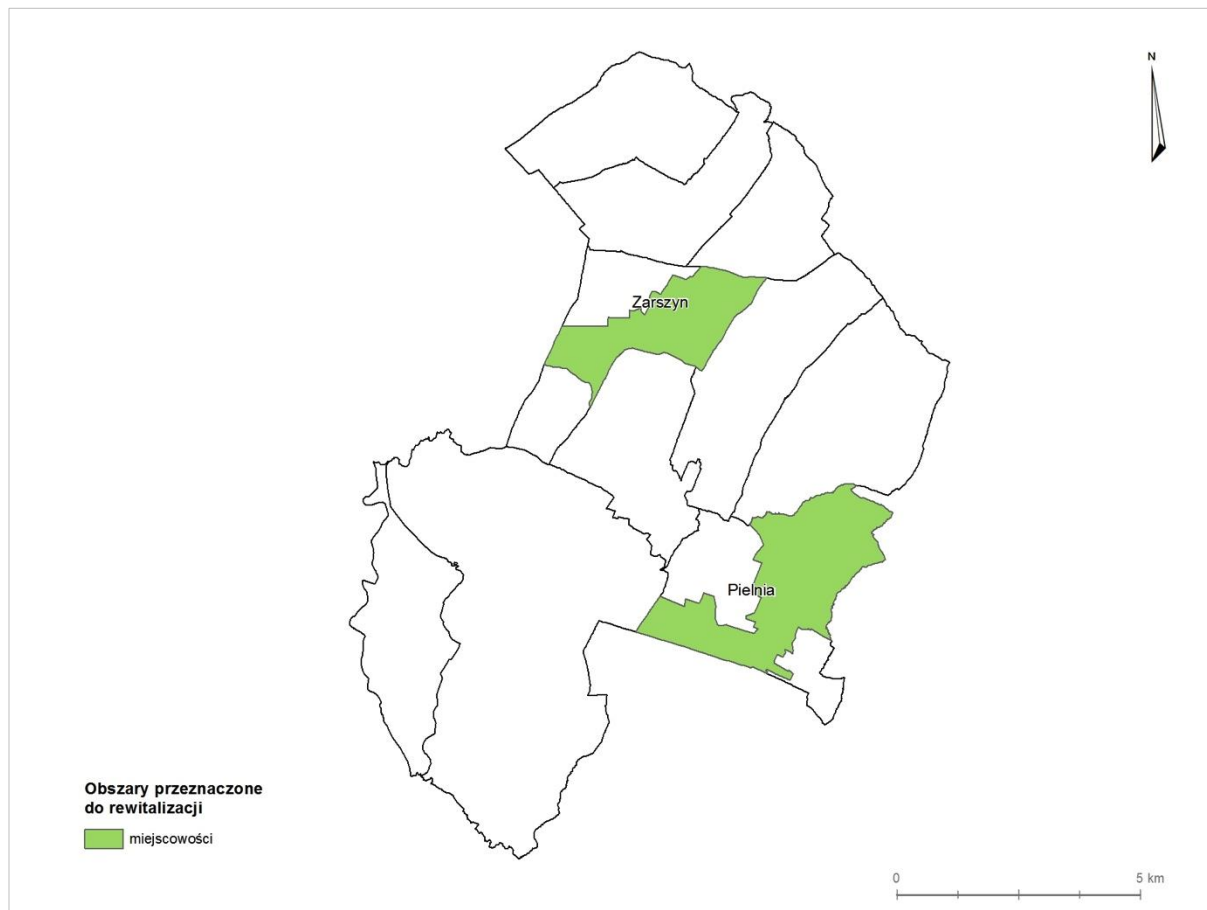 N
Zarszyn
Pielnia
Obszary przeznaczone
do rewitalizacji
miejscowości
0 5 km